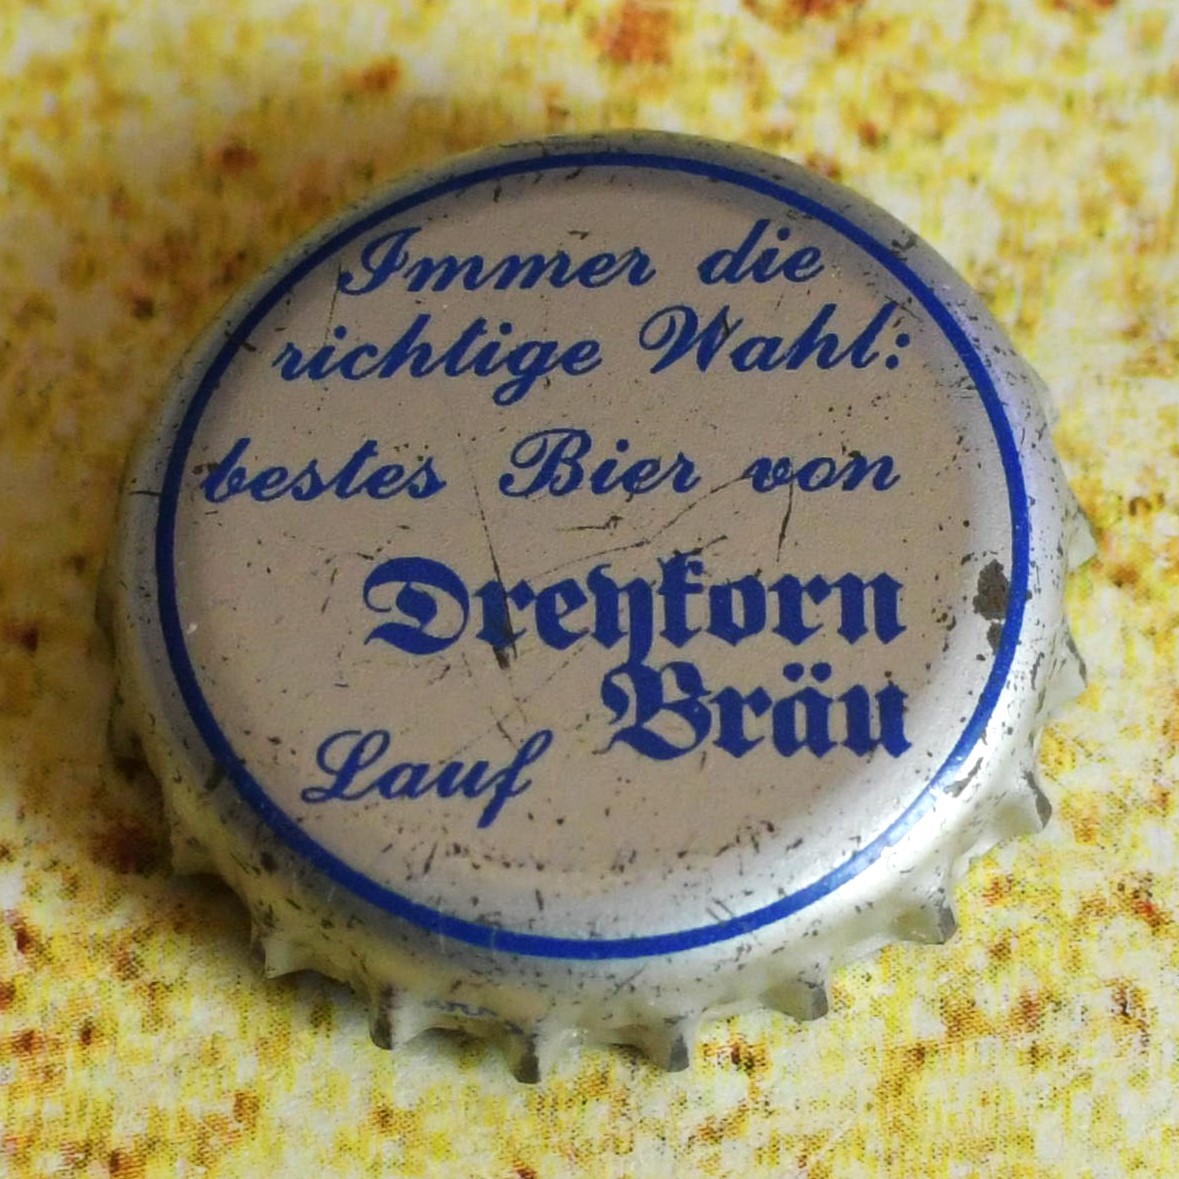 Immer die
richtige Wahl:
bestes Bier von
Dreykorn
Bräu
Lauf